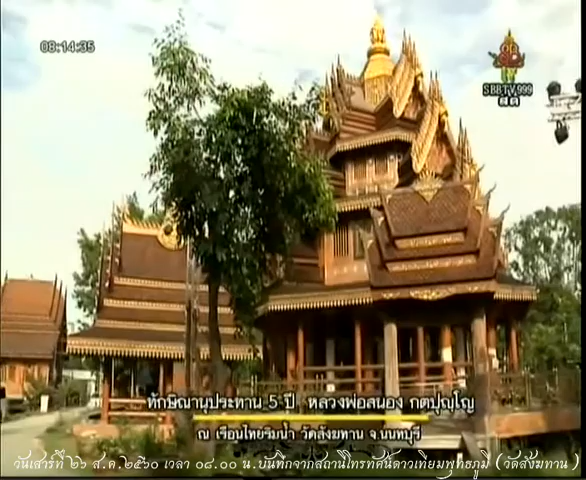 08:14:35
SBBTV,999
สด
ทักษิณานุประทาน 5 ปี หลวงพ่อสนอง กตปุญโญ
ณ เรือนไทยริมน้ำ วัดสังฆทาน จ.นนทบุรี
วันเสาร์ที่ ๒๖ ส.ค.๒๕๖๐ เวลา ๐๘.๐๐ น.บันทึกจากสถานีโทรทัศน์ดาวเทียมพุทธภูมิ (วัดสังฆทาน)